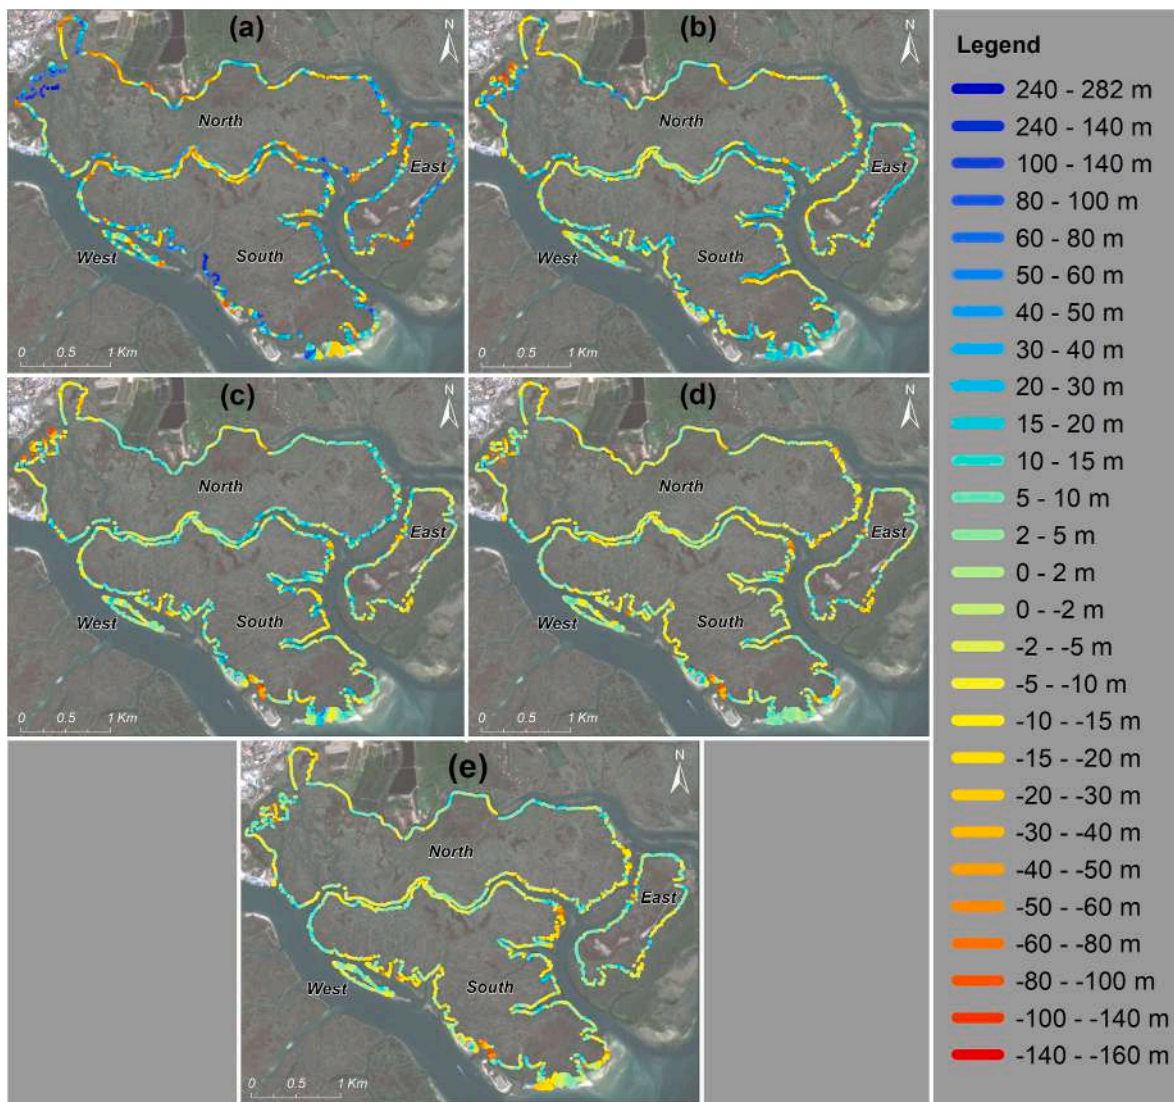 (a)
N
North
East
West
South
0 0.5 1 Km
(b)
N
North
East
West
South
0 0.5 1 Km
(c)
N
North
East
West
South
0 0.5 1 Km
(d)
N
North
East
West
South
0 0.5 1 Km
(e)
N
North
East
West
South
0 0.5 1 Km
Legend
240 - 282 m
240 - 140 m
100 - 140 m
80 - 100 m
60 - 80 m
50 - 60 m
40 - 50 m
30 - 40 m
20 - 30 m
15 - 20 m
10 - 15 m
5 - 10 m
2 - 5 m
0 - 2 m
0 - -2 m
-2 - -5 m
-5 - -10 m
-10 - -15 m
-15 - -20 m
-20 - -30 m
-30 - -40 m
-40 - -50 m
-50 - -60 m
-60 - -80 m
-80 - -100 m
-100 - -140 m
-140 - -160 m